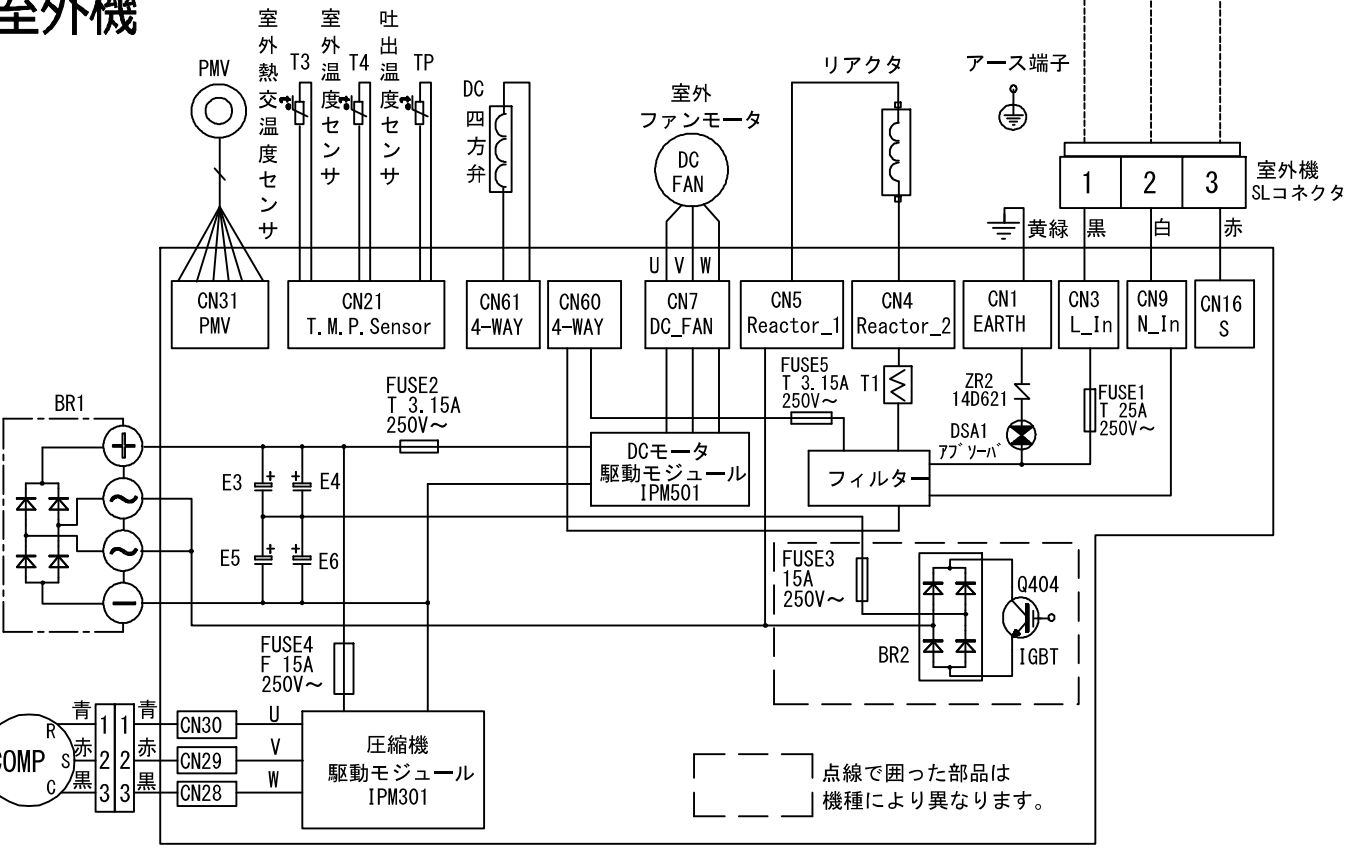 室外機
PMV
室外熱交温度センサ
T3
室外温度センサ
T4
吐出温度センサ
TP
DC
四方弁
室外
ファンモータ
DC
FAN
リアクタ
アース端子
1
2
3
室外機
SLコネクタ
黄緑
黒
白
赤
U
V
W
CN31
PMV
CN21
T.M.P.Sensor
CN61
4-WAY
CN60
4-WAY
CN7
DC_FAN
CN5
Reactor_1
CN4
Reactor_2
CN1
EARTH
CN3
L_In
CN9
N_In
CN16
S
BR1
FUSE2
T 3.15A
250V～
FUSE5
T 3.15A
250V～
T1
ZR2
14D621
DSA1
アブソーバ
FUSE1
T 25A
250V～
DCモータ
駆動モジュール
IPM501
フィルター
E3
E4
E5
E6
FUSE3
15A
250V～
BR2
Q404
IGBT
FUSE4
F 15A
250V～
COMP
R
S
C
青
赤
黒
1
2
3
1
2
3
青
赤
黒
CN30
CN29
CN28
U
V
W
圧縮機
駆動モジュール
IPM301
点線で囲った部品は
機種により異なります。